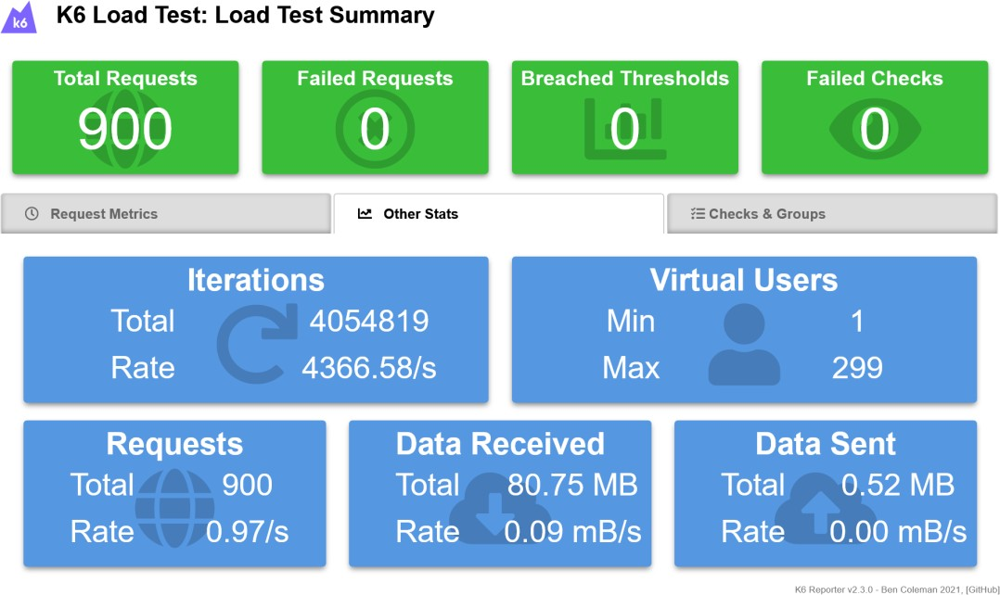 k6
K6 Load Test: Load Test Summary
Total Requests
900
Failed Requests
0
Breached Thresholds
0
Failed Checks
0
Request Metrics
Other Stats
Checks & Groups
Iterations
Total 4054819
Rate 4366.58/s
Virtual Users
Min 1
Max 299
Requests
Total 900
Rate 0.97/s
Data Received
Total 80.75 MB
Rate 0.09 mB/s
Data Sent
Total 0.52 MB
Rate 0.00 mB/s
K6 Reporter v2.3.0 - Ben Coleman 2021, [GitHub]